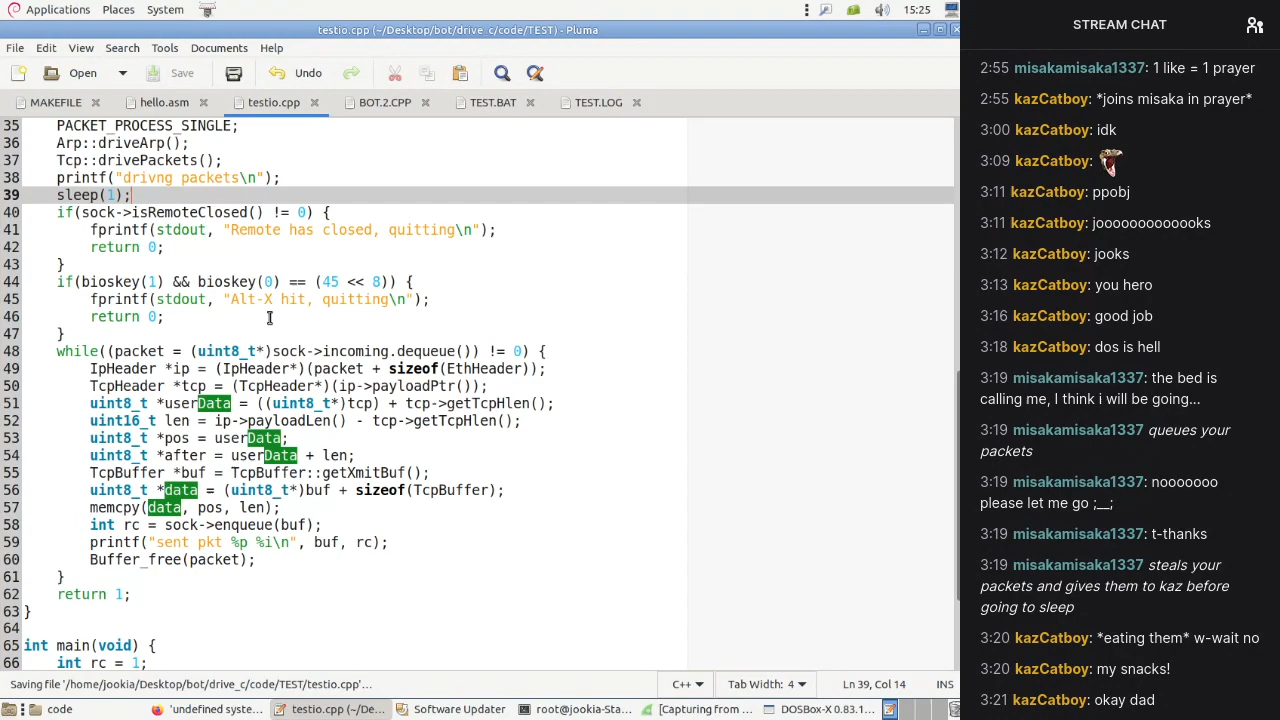 Applications Places System 15:25
testio.cpp (~/Desktop/bot/drive_c/code/TEST) - Pluma
File Edit View Search Tools Documents Help
Open Save Undo
MAKEFILE hello.asm testio.cpp BOT.2.CPP TEST.BAT TEST.LOG
35 PACKET_PROCESS_SINGLE;
36 Arp::driveArp();
37 Tcp::drivePackets();
38 printf("drivng packets\n");
39 sleep(1);
40 if(sock->isRemoteClosed() != 0) {
41 fprintf(stdout, "Remote has closed, quitting\n");
42 return 0;
43 }
44 if(bioskey(1) && bioskey(0) == (45 << 8)) {
45 fprintf(stdout, "Alt-X hit, quitting\n");
46 return 0;
47 }
48 while((packet = (uint8_t*)sock->incoming.dequeue()) != 0) {
49 IpHeader *ip = (IpHeader*)(packet + sizeof(EthHeader));
50 TcpHeader *tcp = (TcpHeader*)(ip->payloadPtr());
51 uint8_t *userData = ((uint8_t*)tcp) + tcp->getTcpHlen();
52 uint16_t len = ip->payloadLen() - tcp->getTcpHlen();
53 uint8_t *pos = userData;
54 uint8_t *after = userData + len;
55 TcpBuffer *buf = TcpBuffer::getXmitBuf();
56 uint8_t *data = (uint8_t*)buf + sizeof(TcpBuffer);
57 memcpy(data, pos, len);
58 int rc = sock->enqueue(buf);
59 printf("sent pkt %p %i\n", buf, rc);
60 Buffer_free(packet);
61 }
62 return 1;
63 }
64
65 int main(void) {
66 int rc = 1;
Saving file '/home/jookia/Desktop/bot/drive_c/code/TEST/testio.cpp'... C++ Tab Width: 4 Ln 39, Col 14 INS
code 'undefined syste... testio.cpp (~/De... Software Updater root@jookia-Sta... [Capturing from ... DOSBox-X 0.83.1...
STREAM CHAT
2:55 misakamisaka1337: 1 like = 1 prayer
2:55 kazCatboy: *joins misaka in prayer*
3:00 kazCatboy: idk
3:09 kazCatboy:
3:11 kazCatboy: ppobj
3:11 kazCatboy: joooooooooooks
3:12 kazCatboy: jooks
3:13 kazCatboy: you hero
3:16 kazCatboy: good job
3:18 kazCatboy: dos is hell
3:19 misakamisaka1337: the bed is
calling me, I think i will be going...
3:19 misakamisaka1337 queues your
packets
3:19 misakamisaka1337: nooooooo
please let me go ;__;
3:19 misakamisaka1337: t-thanks
3:19 misakamisaka1337 steals your
packets and gives them to kaz before
going to sleep
3:20 kazCatboy: *eating them* w-wait no
3:20 kazCatboy: my snacks!
3:21 kazCatboy: okay dad